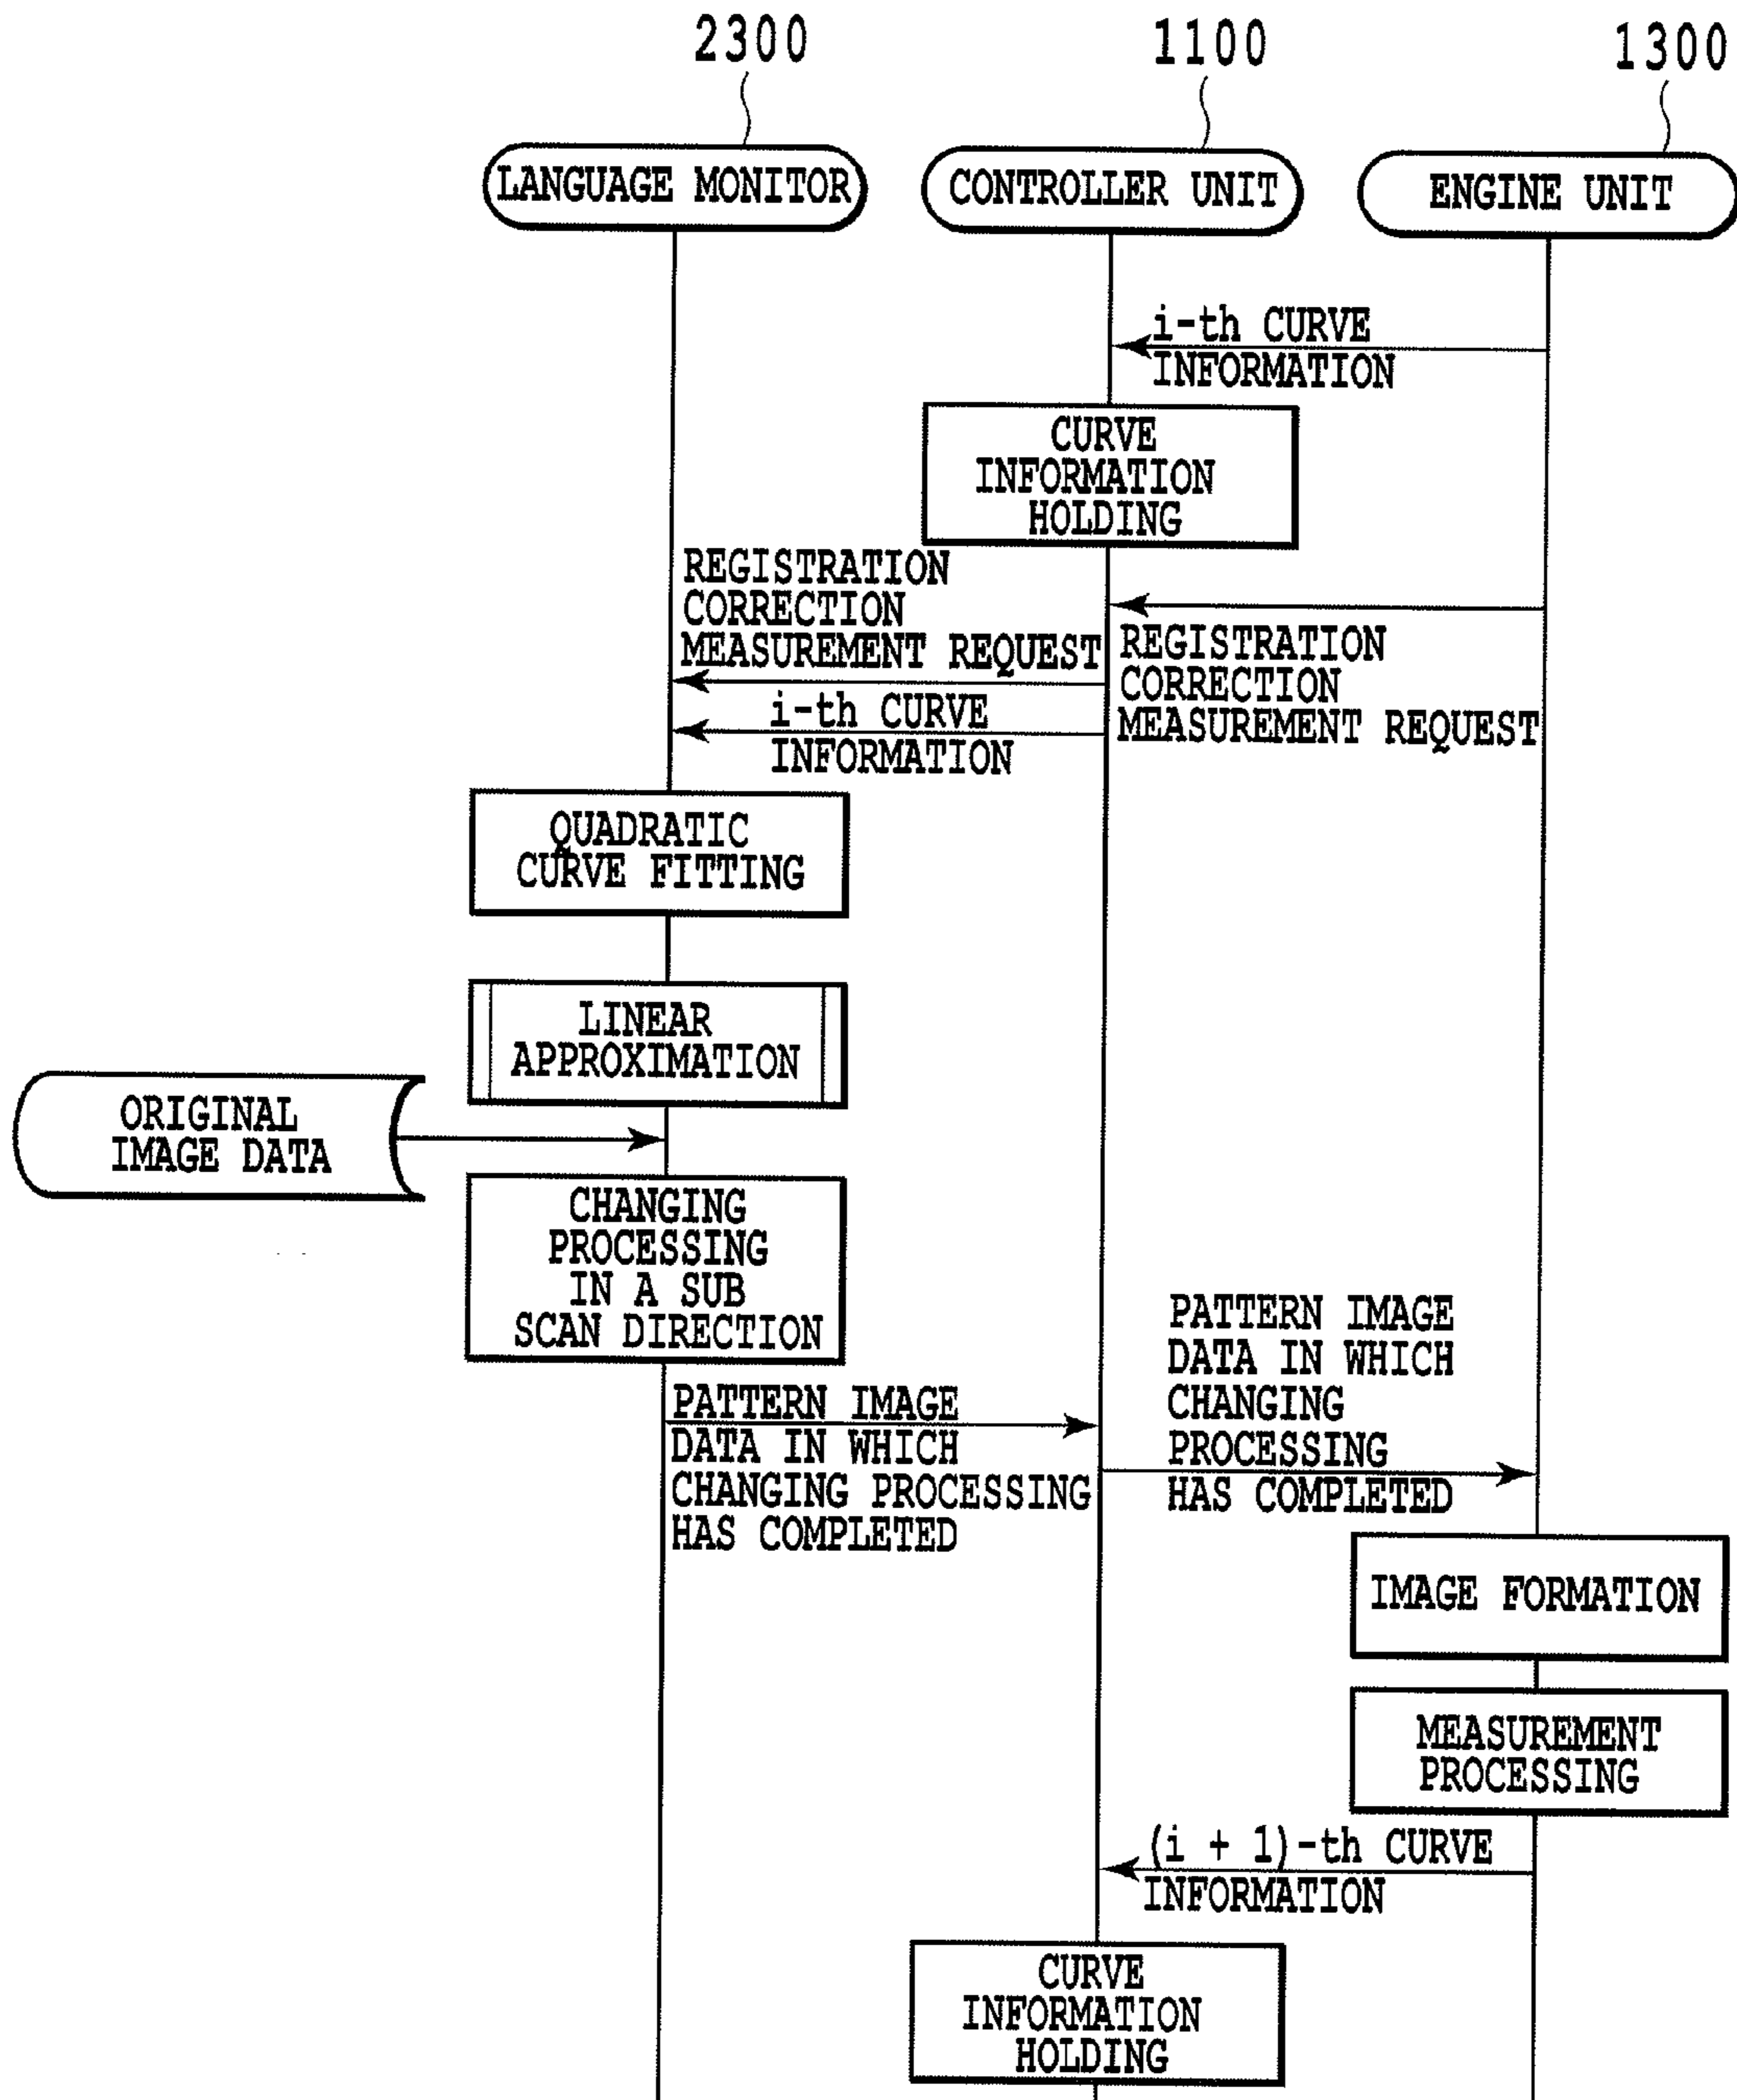 2300
1100
1300
LANGUAGE MONITOR
CONTROLLER UNIT
ENGINE UNIT
i-th CURVE
INFORMATION
CURVE
INFORMATION
HOLDING
REGISTRATION
CORRECTION
MEASUREMENT REQUEST
REGISTRATION
CORRECTION
MEASUREMENT REQUEST
i-th CURVE
INFORMATION
QUADRATIC
CURVE FITTING
LINEAR
APPROXIMATION
ORIGINAL
IMAGE DATA
CHANGING
PROCESSING
IN A SUB
SCAN DIRECTION
PATTERN IMAGE
DATA IN WHICH
CHANGING PROCESSING
HAS COMPLETED
PATTERN IMAGE
DATA IN WHICH
CHANGING
PROCESSING
HAS COMPLETED
IMAGE FORMATION
MEASUREMENT
PROCESSING
(i + 1)-th CURVE
INFORMATION
CURVE
INFORMATION
HOLDING